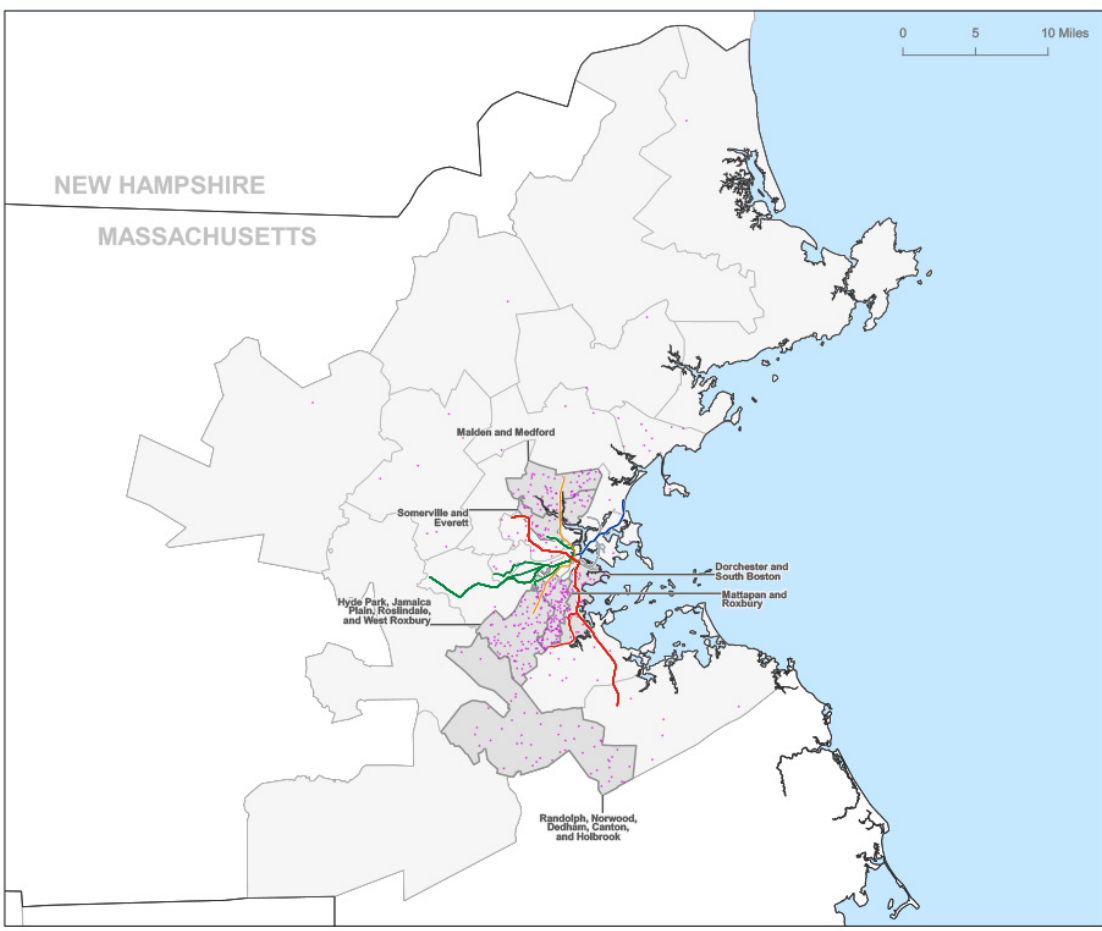 0 5 10 Miles
NEW HAMPSHIRE
MASSACHUSETTS
Malden and Medford
Somerville and
Everett
Dorchester and
South Boston
Mattapan and
Roxbury
Hyde Park, Jamaica
Plain, Roslindale,
and West Roxbury
Randolph, Norwood,
Dedham, Canton,
and Holbrook